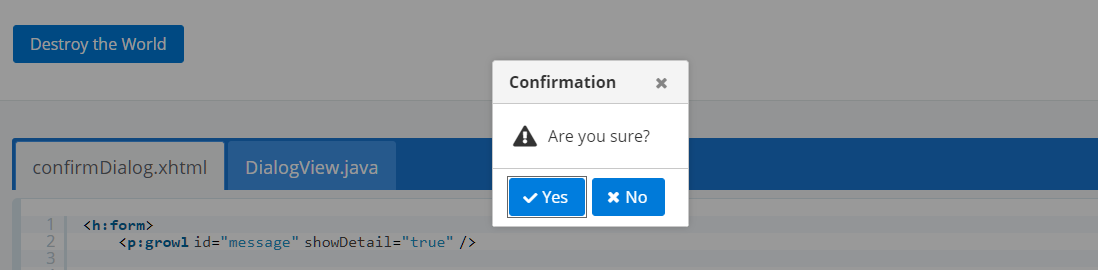 Destroy the World
Confirmation
Are you sure?
Yes
No
confirmDialog.xhtml
DialogView.java
1 <h:form>
2 <p:growl id="message" showDetail="true" />
3